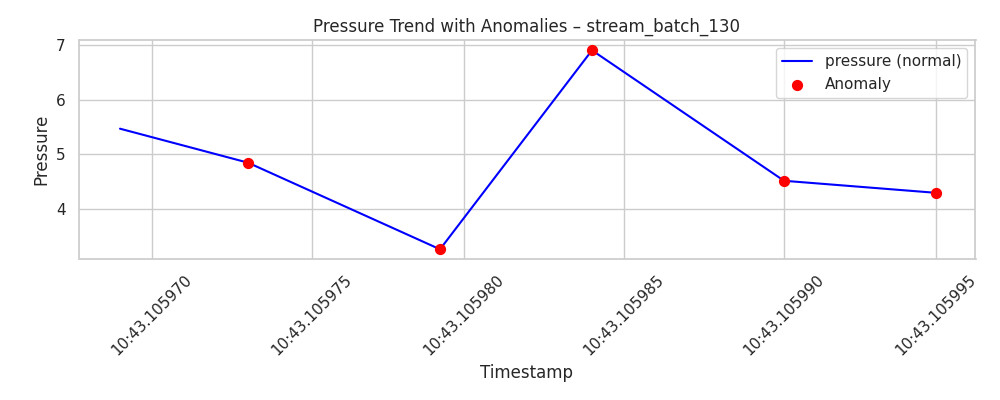 Pressure Trend with Anomalies – stream_batch_130
pressure (normal)
Anomaly
Pressure
7
6
5
4
10:43.105970
10:43.105975
10:43.105980
10:43.105985
10:43.105990
10:43.105995
Timestamp